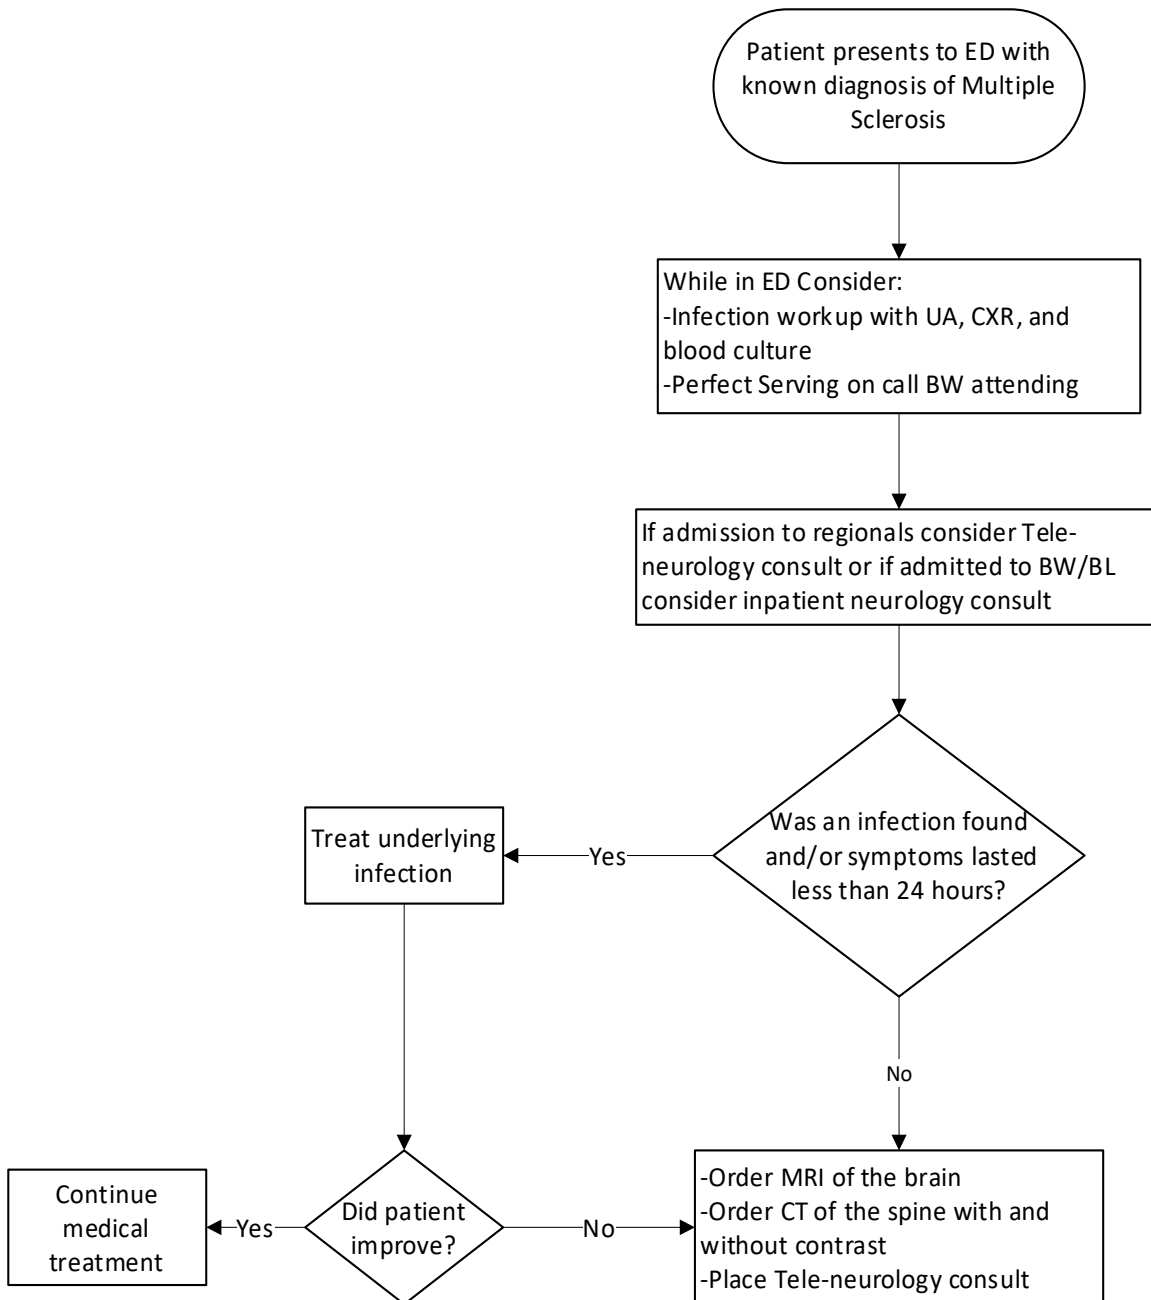 Patient presents to ED with
known diagnosis of Multiple
Sclerosis
While in ED Consider:
-Infection workup with UA, CXR, and
blood culture
-Perfect Serving on call BW attending
If admission to regionals consider Tele-
neurology consult or if admitted to BW/BL
consider inpatient neurology consult
Was an infection found
and/or symptoms lasted
less than 24 hours?
Yes
Treat underlying
infection
No
Did patient
improve?
Yes
Continue
medical
treatment
No
-Order MRI of the brain
-Order CT of the spine with and
without contrast
-Place Tele-neurology consult